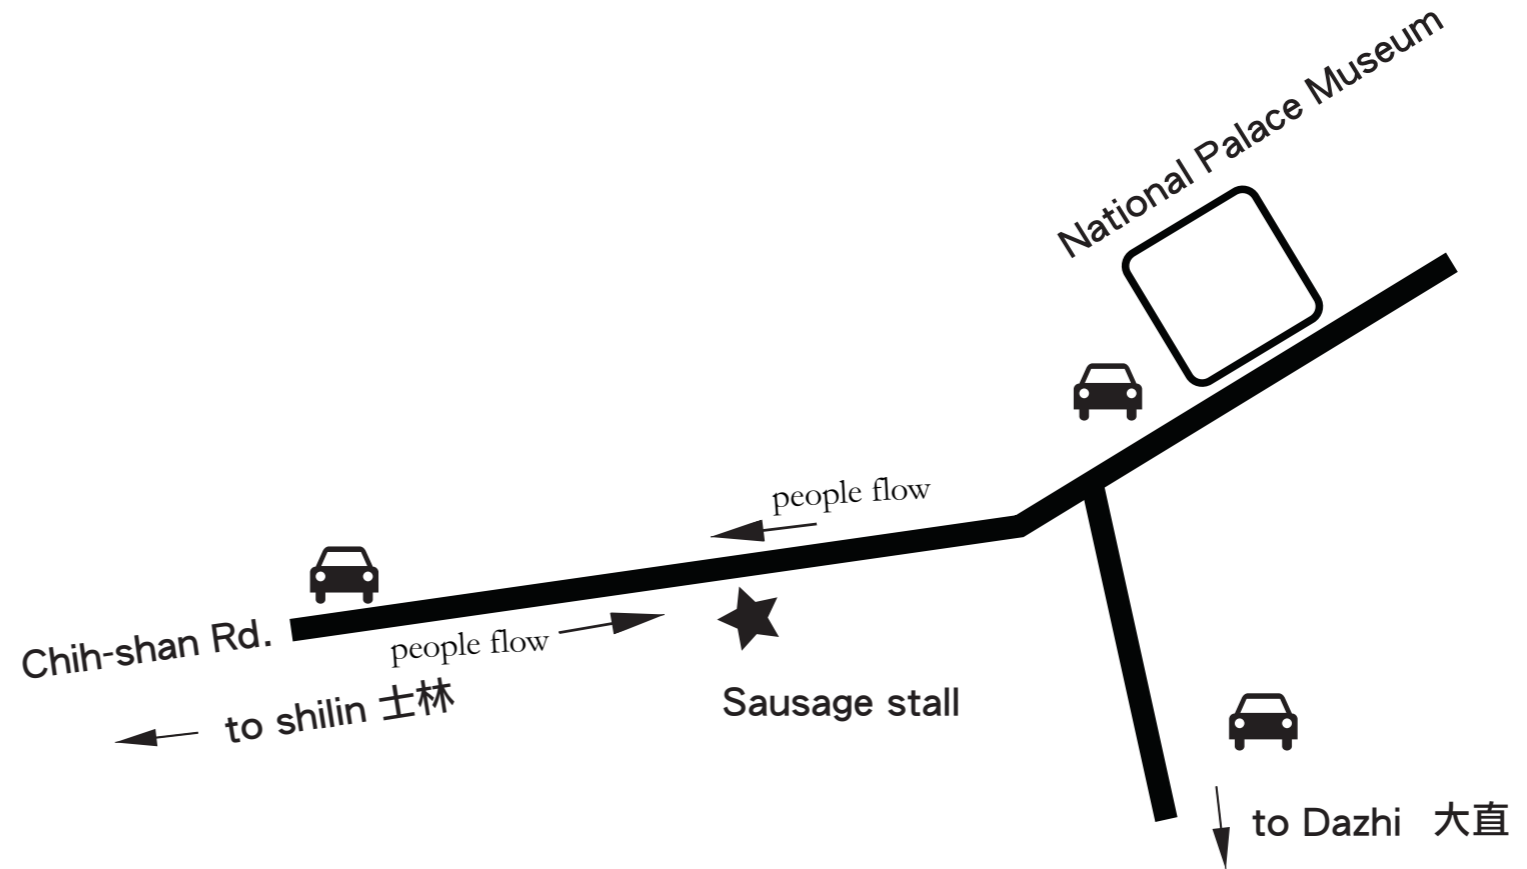 National Palace Museum
people flow
Chih-shan Rd.
people flow
to shilin 士林
Sausage stall
to Dazhi 大直